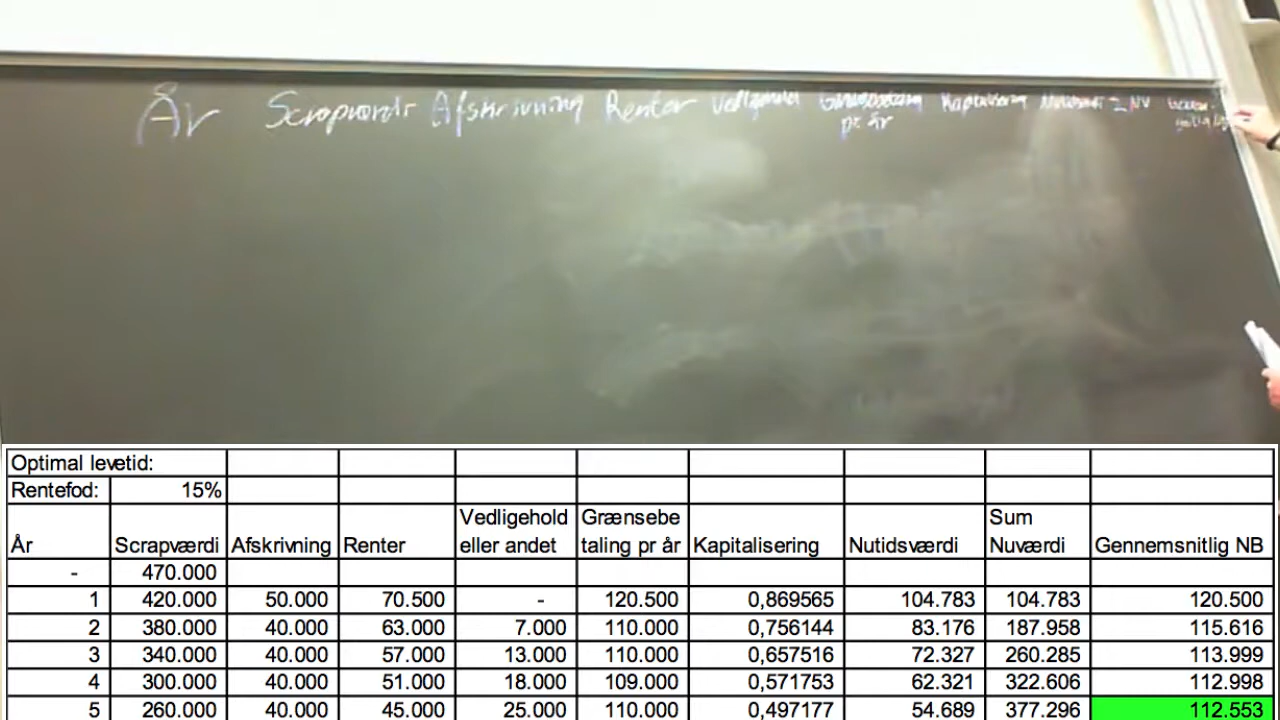 År Scrapværdi Afskrivning Renter Vedligehold Grænsebetaling Kapitalisering Nutidsværdi Σ NV Gennem-
pr år
Optimal levetid:
Rentefod: 15%
Vedligehold Grænsebe Sum
År Scrapværdi Afskrivning Renter eller andet taling pr år Kapitalisering Nutidsværdi Nuværdi Gennemsnitlig NB
- 470.000
1 420.000 50.000 70.500 - 120.500 0,869565 104.783 104.783 120.500
2 380.000 40.000 63.000 7.000 110.000 0,756144 83.176 187.958 115.616
3 340.000 40.000 57.000 13.000 110.000 0,657516 72.327 260.285 113.999
4 300.000 40.000 51.000 18.000 109.000 0,571753 62.321 322.606 112.998
5 260.000 40.000 45.000 25.000 110.000 0,497177 54.689 377.296 112.553